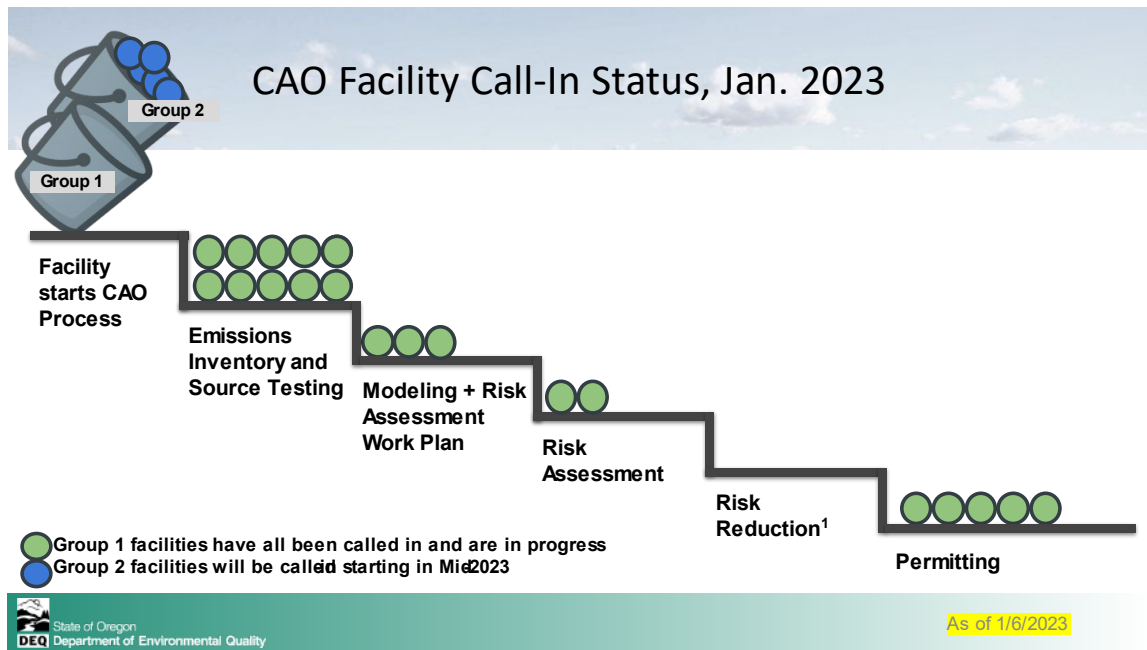 CAO Facility Call-In Status, Jan. 2023
Group 2
Group 1
Facility
starts CAO
Process
Emissions
Inventory and
Source Testing
Modeling + Risk
Assessment
Work Plan
Risk
Assessment
Risk
Reduction¹
Permitting
Group 1 facilities have all been called in and are in progress
Group 2 facilities will be called in starting in Mid-2023
State of Oregon
DEQ Department of Environmental Quality
As of 1/6/2023